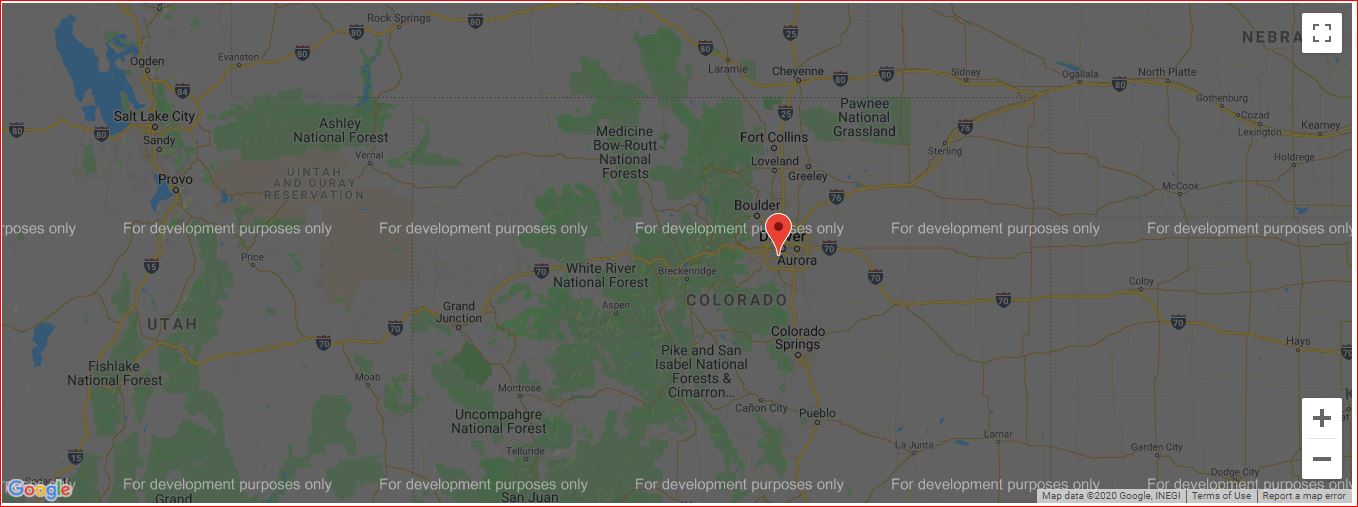 Rock Springs
80
80
25
NEBRA
Evanston
80
80
Ogden
Laramie
Cheyenne
80
80
Sidney
Ogallala
80
North Platte
84
Gothenburg
Salt Lake City
80
80
Ashley
National Forest
25
Pawnee
National
Grassland
Cozad
Lexington
Kearney
76
Sandy
Vernal
Medicine
Bow-Routt
National
Forests
Fort Collins
Loveland
Greeley
Sterling
Holdrege
Provo
UINTAH
AND OURAY
RESERVATION
McCook
Boulder
76
rposes only
For development purposes only
For development purposes only
For development purposes only
For development purposes only
For development purposes only
Denver
Aurora
70
Price
15
70
White River
National Forest
Breckenridge
70
Colby
COLORADO
70
Aspen
Grand
Junction
UTAH
70
70
70
Colorado
Springs
Hays
70
Fishlake
National Forest
Moab
Pike and San
Isabel National
Forests &
Cimarron...
Montrose
Cañon City
Pueblo
Uncompahgre
National Forest
La Junta
Lamar
Garden City
Telluride
15
Dodge City
Google
For development purposes only
For development purposes only
For development purposes only
For development purposes only
For development purposes only
Grand
San Juan
Map data ©2020 Google, INEGI
Terms of Use
Report a map error